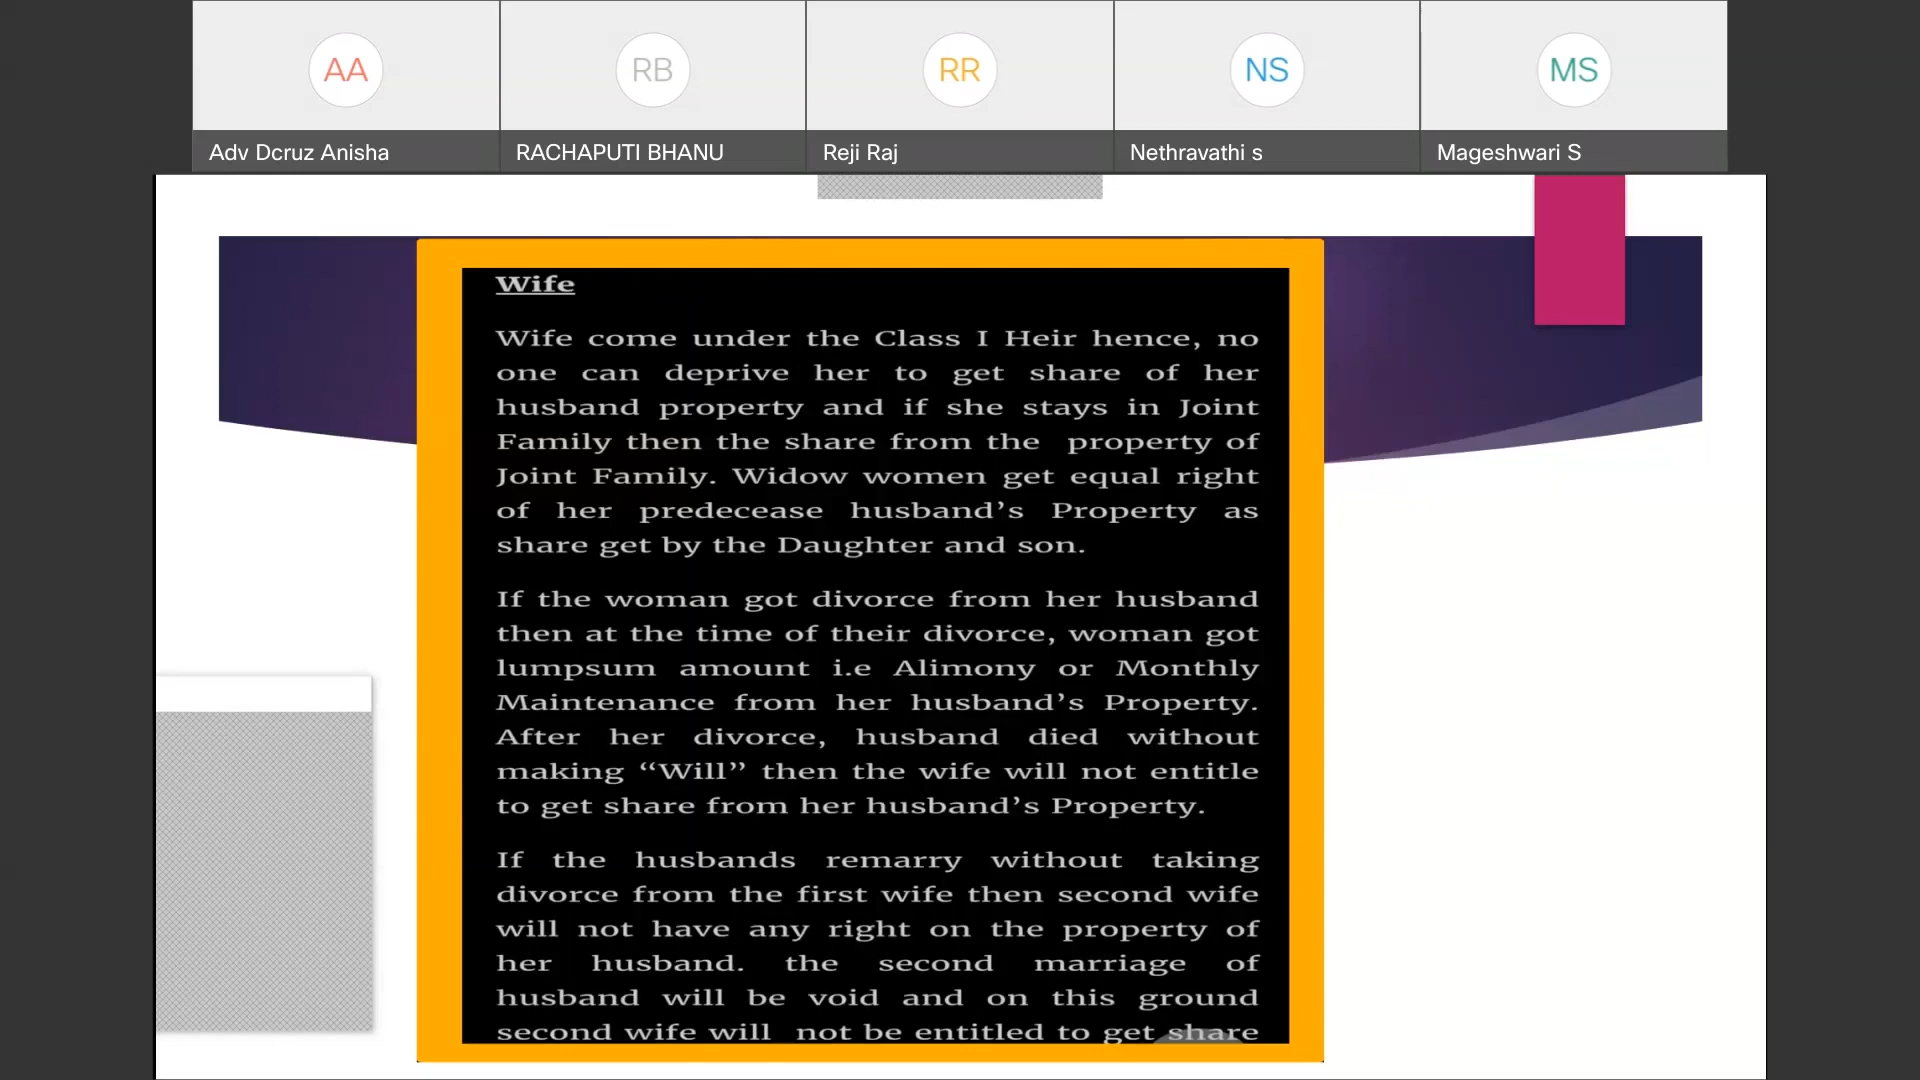 AA
RB
RR
NS
MS
Adv Dcruz Anisha
RACHAPUTI BHANU
Reji Raj
Nethravathi s
Mageshwari S
Wife
Wife come under the Class I Heir hence, no
one can deprive her to get share of her
husband property and if she stays in Joint
Family then the share from the property of
Joint Family. Widow women get equal right
of her predecease husband’s Property as
share get by the Daughter and son.
If the woman got divorce from her husband
then at the time of their divorce, woman got
lumpsum amount i.e Alimony or Monthly
Maintenance from her husband’s Property.
After her divorce, husband died without
making “Will” then the wife will not entitle
to get share from her husband’s Property.
If the husbands remarry without taking
divorce from the first wife then second wife
will not have any right on the property of
her husband. the second marriage of
husband will be void and on this ground
second wife will not be entitled to get share